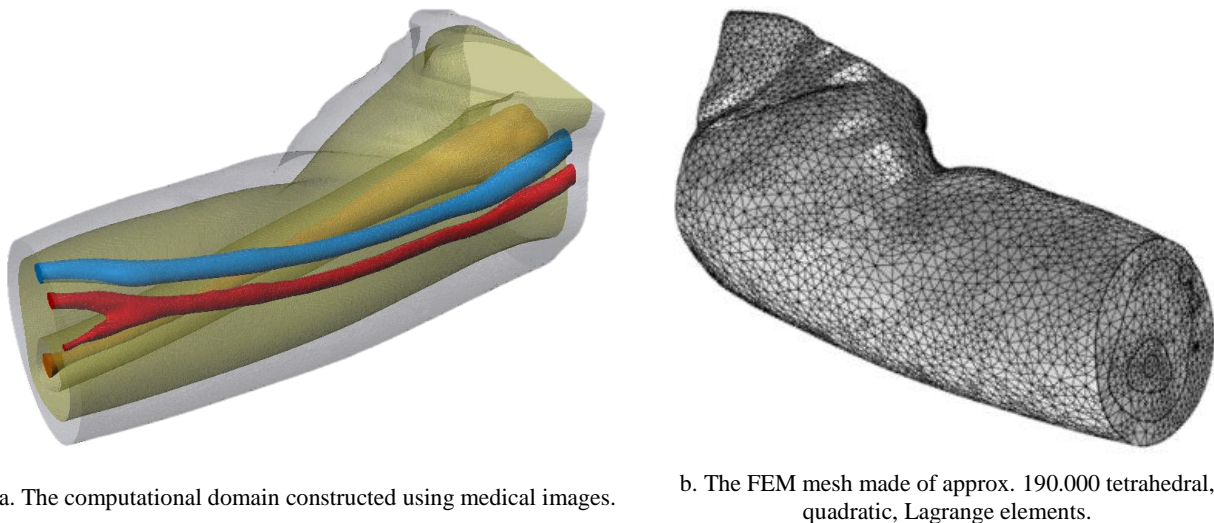 a. The computational domain constructed using medical images.
b. The FEM mesh made of approx. 190.000 tetrahedral,
quadratic, Lagrange elements.